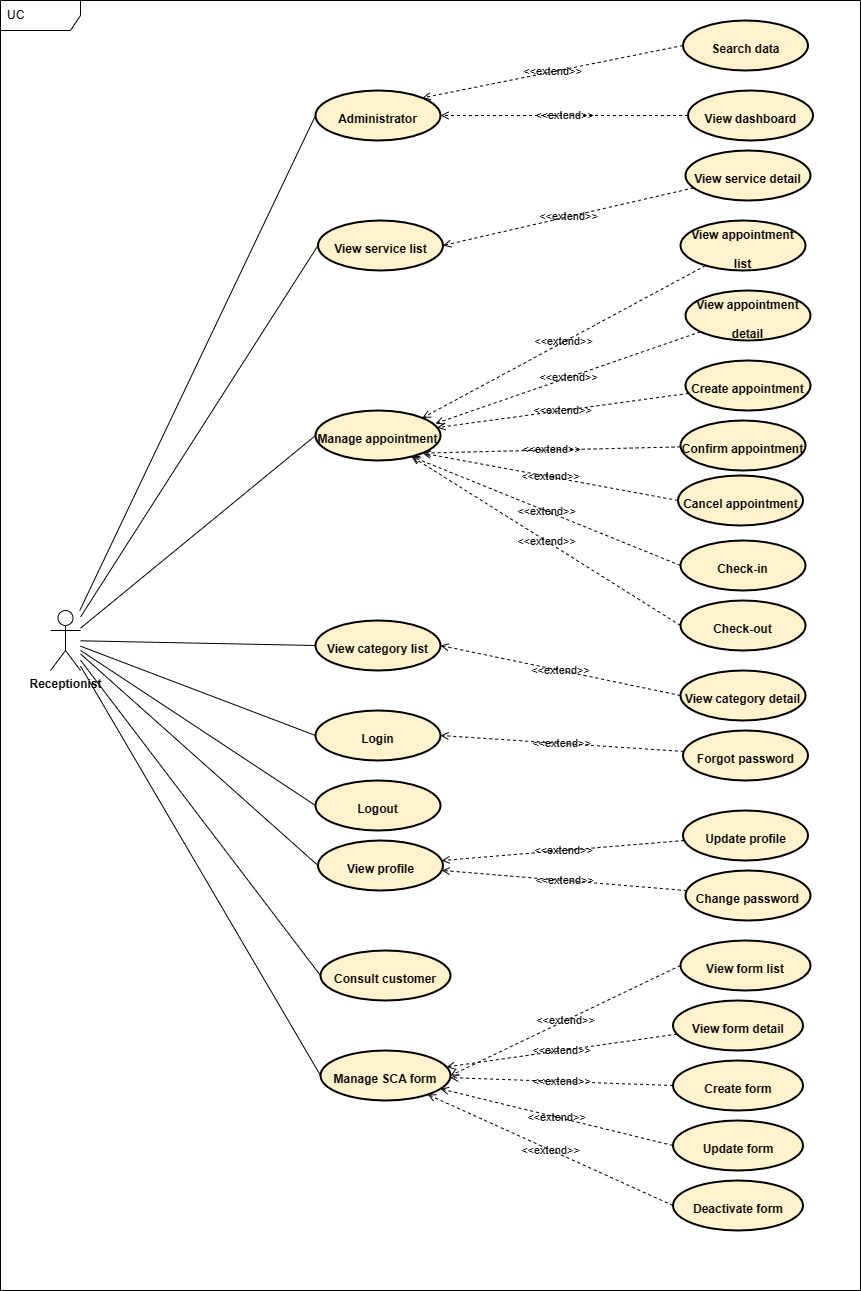 UC
Search data
<<extend>>
Administrator
<<extend>>
View dashboard
View service detail
<<extend>>
View service list
View appointment
list
View appointment
detail
<<extend>>
<<extend>>
Create appointment
<<extend>>
Manage appointment
<<extend>>
Confirm appointment
<<extend>>
Cancel appointment
<<extend>>
<<extend>>
Check-in
Check-out
View category list
<<extend>>
Receptionist
View category detail
Login
<<extend>>
Forgot password
Logout
Update profile
<<extend>>
View profile
<<extend>>
Change password
View form list
Consult customer
<<extend>>
View form detail
<<extend>>
Manage SCA form
<<extend>>
Create form
<<extend>>
Update form
<<extend>>
Deactivate form